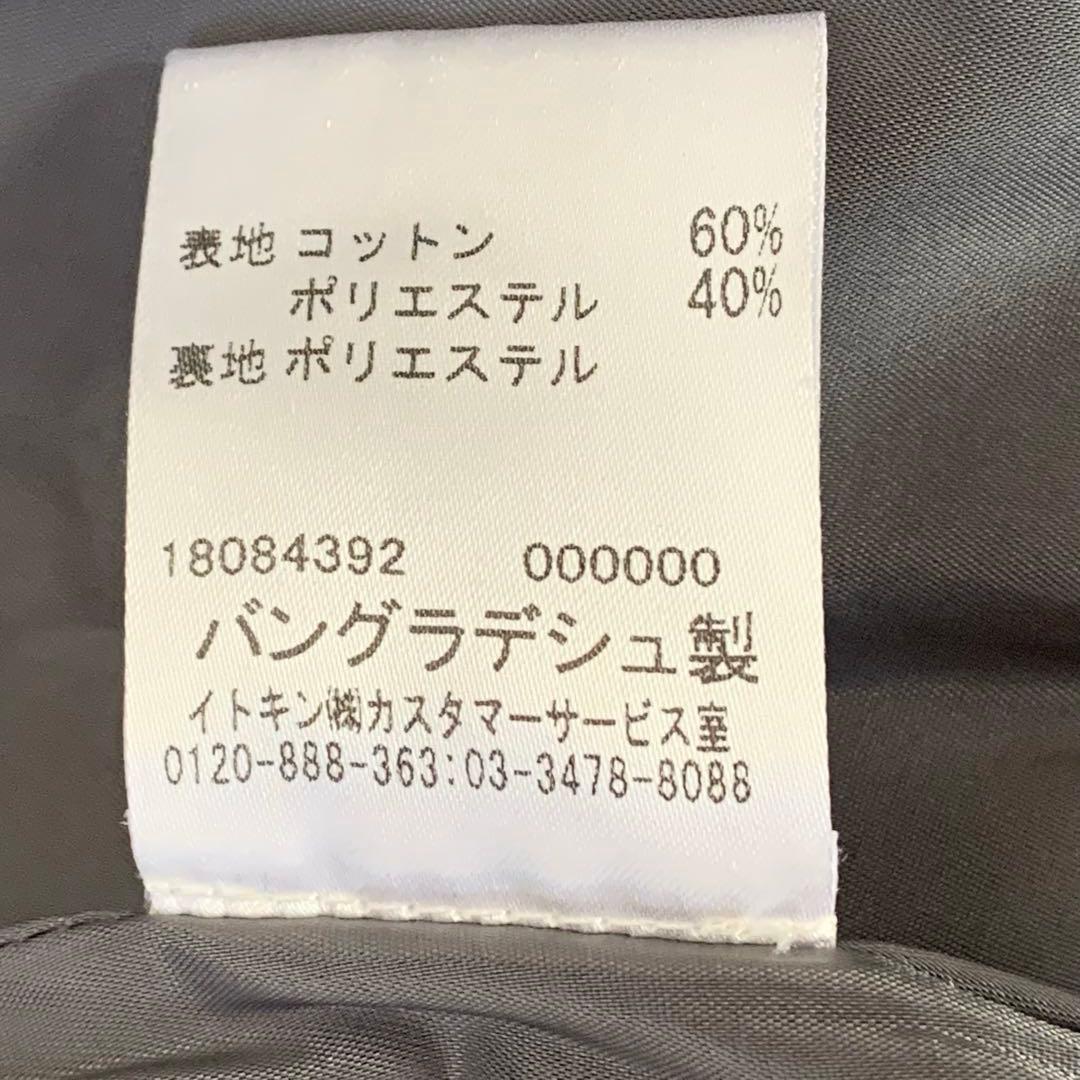 表地 コットン 60%
ポリエステル 40%
裏地 ポリエステル
18084392 000000
バングラデシュ製
イトキン㈱カスタマーサービス室
0120-888-363:03-3478-8088